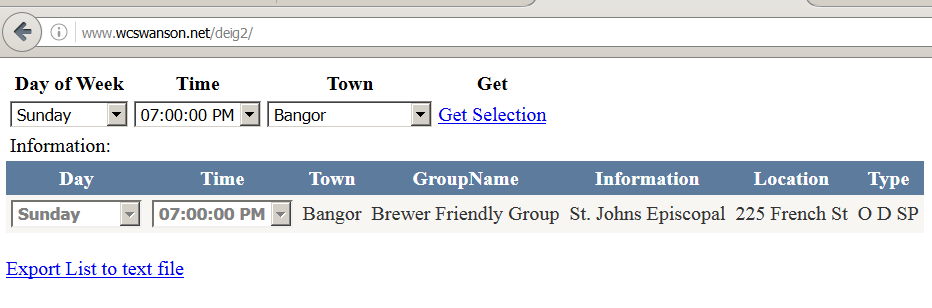 www.wcswanson.net/deig2/
Day of Week Time Town Get
Sunday 07:00:00 PM Bangor Get Selection
Information:
Day Time Town GroupName Information Location Type
Sunday 07:00:00 PM Bangor Brewer Friendly Group St. Johns Episcopal 225 French St O D SP
Export List to text file